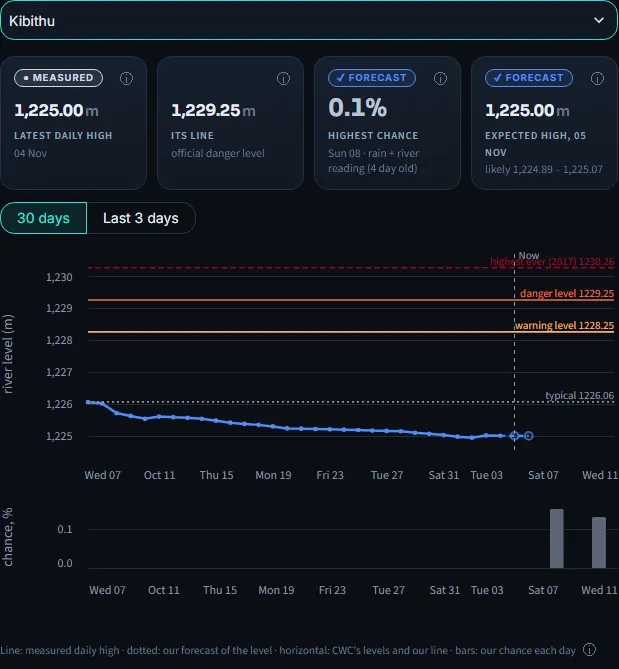 Kibithu
MEASURED
1,225.00 m
LATEST DAILY HIGH
04 Nov
1,229.25 m
ITS LINE
official danger level
FORECAST
0.1%
HIGHEST CHANCE
Sun 08 · rain + river
reading (4 day old)
FORECAST
1,225.00 m
EXPECTED HIGH, 05
NOV
likely 1,224.89 – 1,225.07
30 days
Last 3 days
Now
highest ever (2017) 1230.26
danger level 1229.25
warning level 1228.25
typical 1226.06
river level (m)
1,230
1,229
1,228
1,227
1,226
1,225
Wed 07 Oct 11 Thu 15 Mon 19 Fri 23 Tue 27 Sat 31 Tue 03 Sat 07 Wed 11
chance, %
0.1
0.0
Wed 07 Oct 11 Thu 15 Mon 19 Fri 23 Tue 27 Sat 31 Tue 03 Sat 07 Wed 11
Line: measured daily high · dotted: our forecast of the level · horizontal: CWC's levels and our line · bars: our chance each day